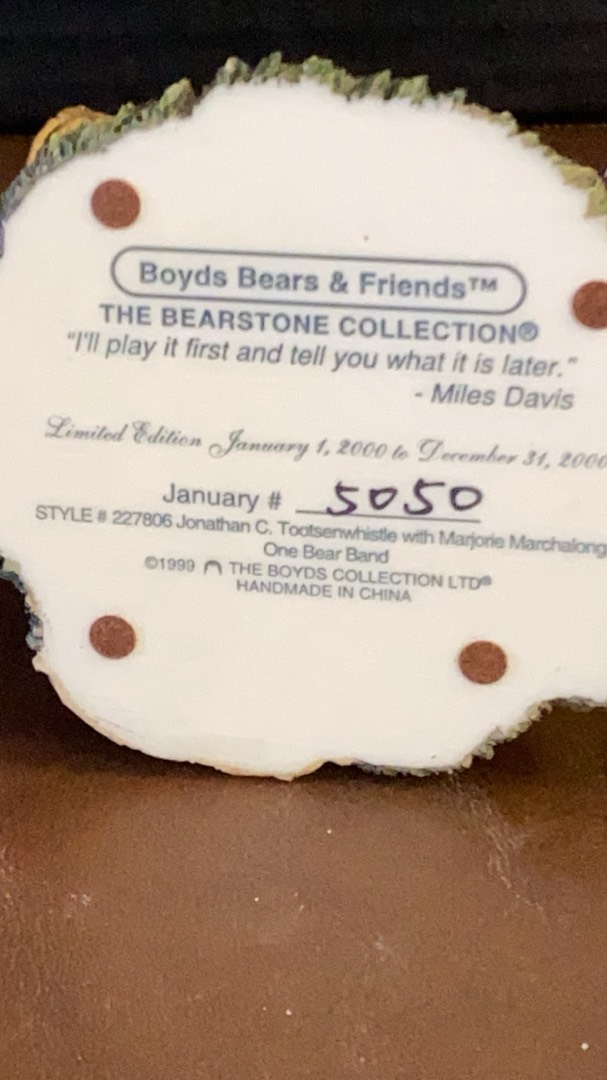 Boyds Bears & Friends™
THE BEARSTONE COLLECTION®
"I'll play it first and tell you what it is later."
- Miles Davis
Limited Edition January 1, 2000 to December 31, 2000
January # 5050
STYLE # 227806 Jonathan C. Tootsenwhistle with Marjorie Marchalong
One Bear Band
©1999 THE BOYDS COLLECTION LTD®
HANDMADE IN CHINA